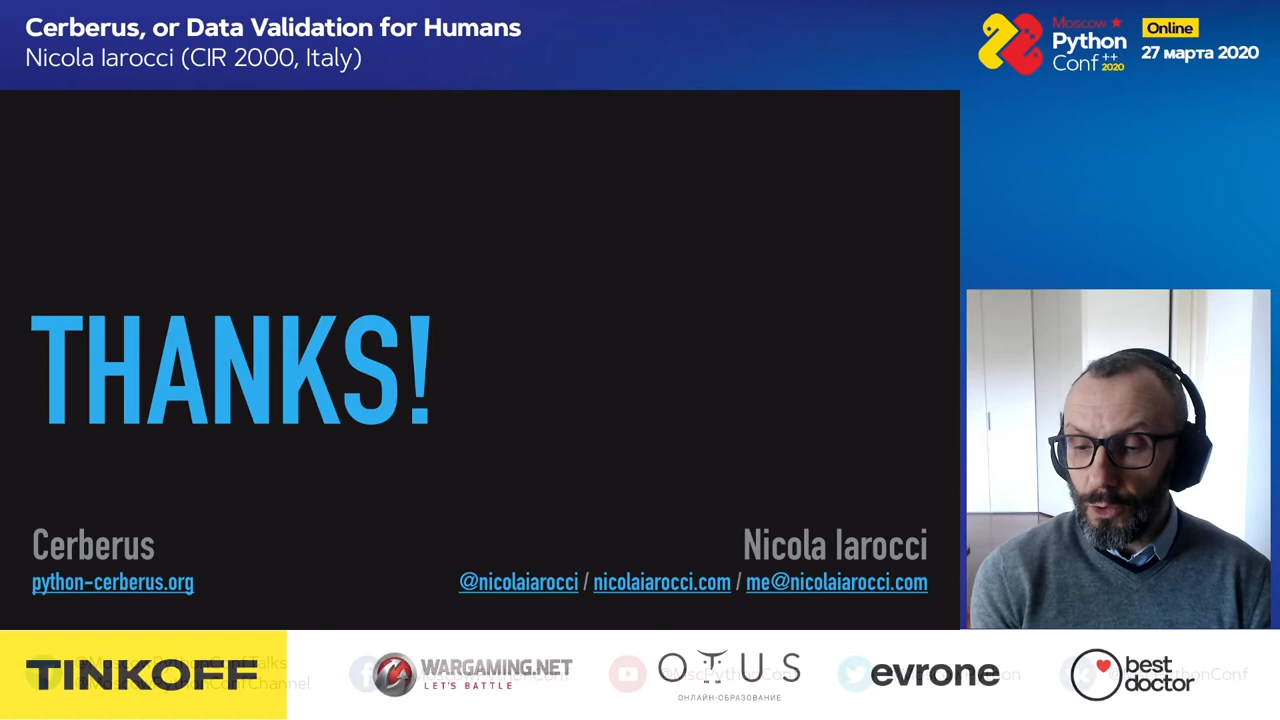 Cerberus, or Data Validation for Humans
Nicola Iarocci (CIR 2000, Italy)
Moscow
Python
Conf ++
2020
Online
27 марта 2020
THANKS!
Cerberus
python-cerberus.org
Nicola Iarocci
@nicolaiarocci / nicolaiarocci.com / me@nicolaiarocci.com
TINKOFF
WARGAMING.NET
LET'S BATTLE
OTUS
ОНЛАЙН-ОБРАЗОВАНИЕ
evrone
best
doctor